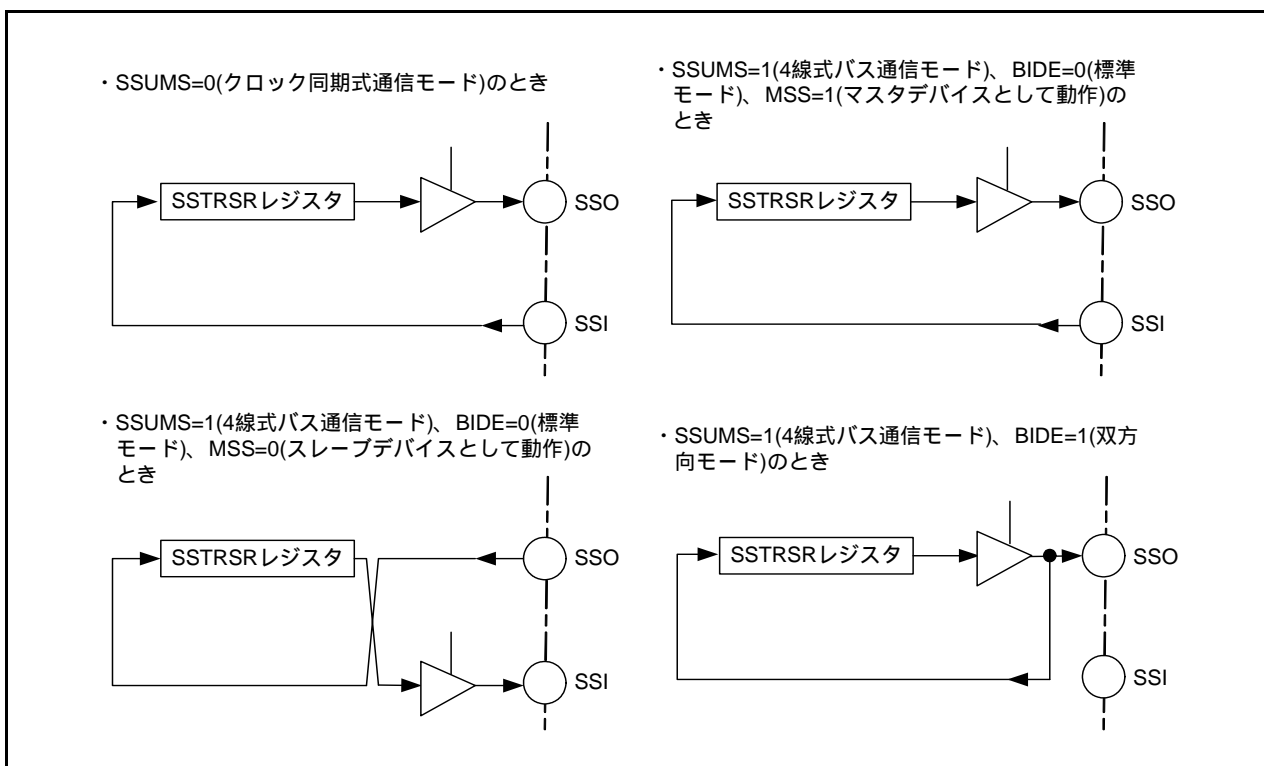 ・SSUMS=0(クロック同期式通信モード)のとき
SSTRSRレジスタ
SSO
SSI
・SSUMS=1(4線式バス通信モード)、BIDE=0(標準
モード)、MSS=1(マスタデバイスとして動作)の
とき
SSTRSRレジスタ
SSO
SSI
・SSUMS=1(4線式バス通信モード)、BIDE=0(標準
モード)、MSS=0(スレーブデバイスとして動作)の
とき
SSTRSRレジスタ
SSO
SSI
・SSUMS=1(4線式バス通信モード)、BIDE=1(双方
向モード)のとき
SSTRSRレジスタ
SSO
SSI